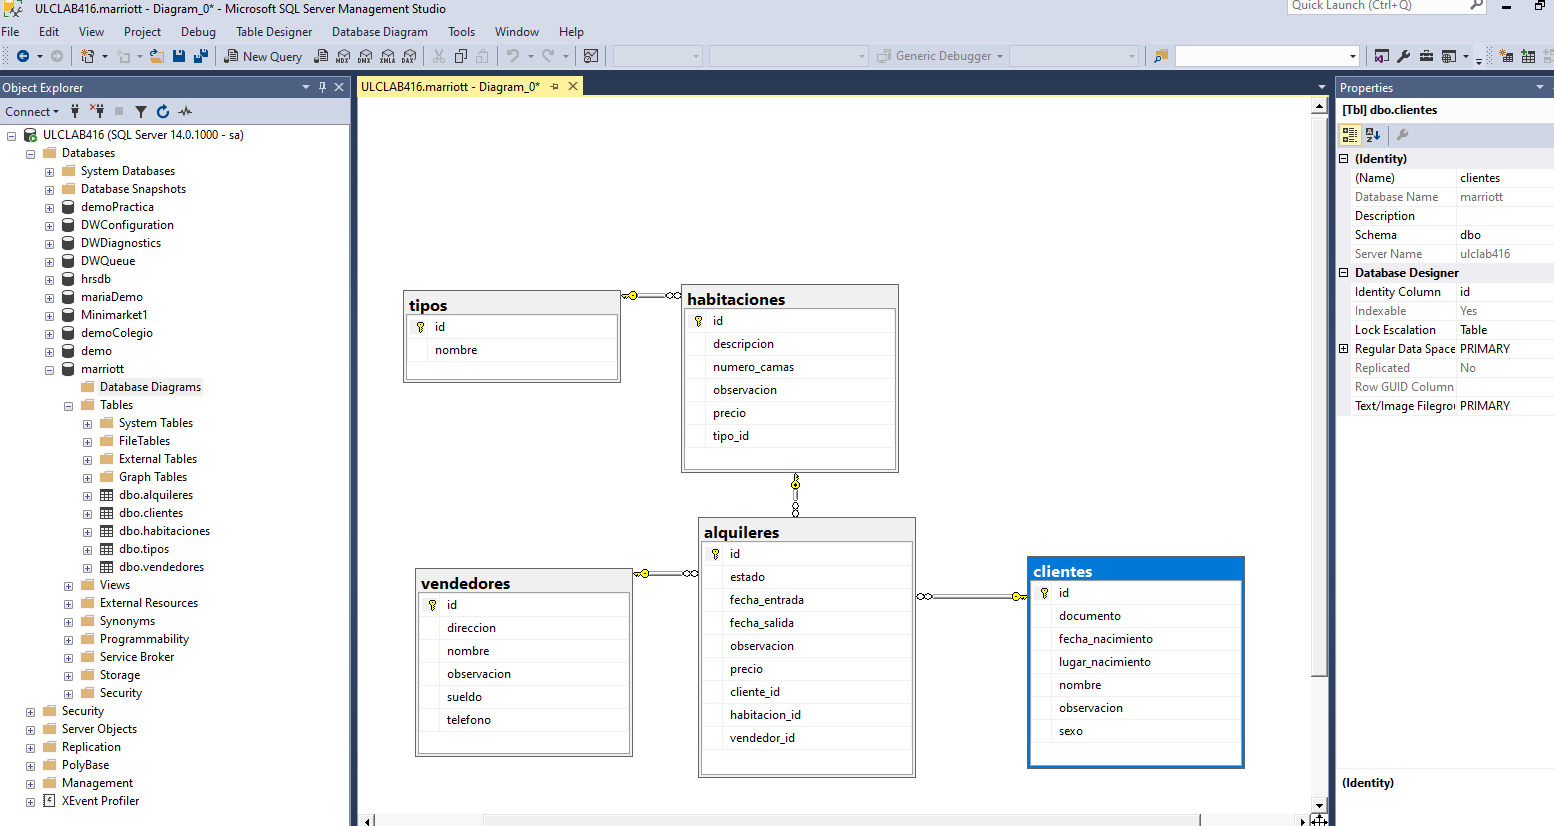 ULCLAB416.marriott - Diagram_0* - Microsoft SQL Server Management Studio
Quick Launch (Ctrl+Q)
File Edit View Project Debug Table Designer Database Diagram Tools Window Help
New Query
MDX DMX XMLA DAX
Generic Debugger
Object Explorer
Connect
ULCLAB416 (SQL Server 14.0.1000 - sa)
Databases
System Databases
Database Snapshots
demoPractica
DWConfiguration
DWDiagnostics
DWQueue
hrsdb
mariaDemo
Minimarket1
demoColegio
demo
marriott
Database Diagrams
Tables
System Tables
FileTables
External Tables
Graph Tables
dbo.alquileres
dbo.clientes
dbo.habitaciones
dbo.tipos
dbo.vendedores
Views
External Resources
Synonyms
Programmability
Service Broker
Storage
Security
Security
Server Objects
Replication
PolyBase
Management
XEvent Profiler
ULCLAB416.marriott - Diagram_0*
tipos
id
nombre
habitaciones
id
descripcion
numero_camas
observacion
precio
tipo_id
vendedores
id
direccion
nombre
observacion
sueldo
telefono
alquileres
id
estado
fecha_entrada
fecha_salida
observacion
precio
cliente_id
habitacion_id
vendedor_id
clientes
id
documento
fecha_nacimiento
lugar_nacimiento
nombre
observacion
sexo
Properties
[Tbl] dbo.clientes
(Identity)
(Name) clientes
Database Name marriott
Description
Schema dbo
Server Name ulclab416
Database Designer
Identity Column id
Indexable Yes
Lock Escalation Table
Regular Data Space PRIMARY
Replicated No
Row GUID Column
Text/Image Filegrou PRIMARY
(Identity)